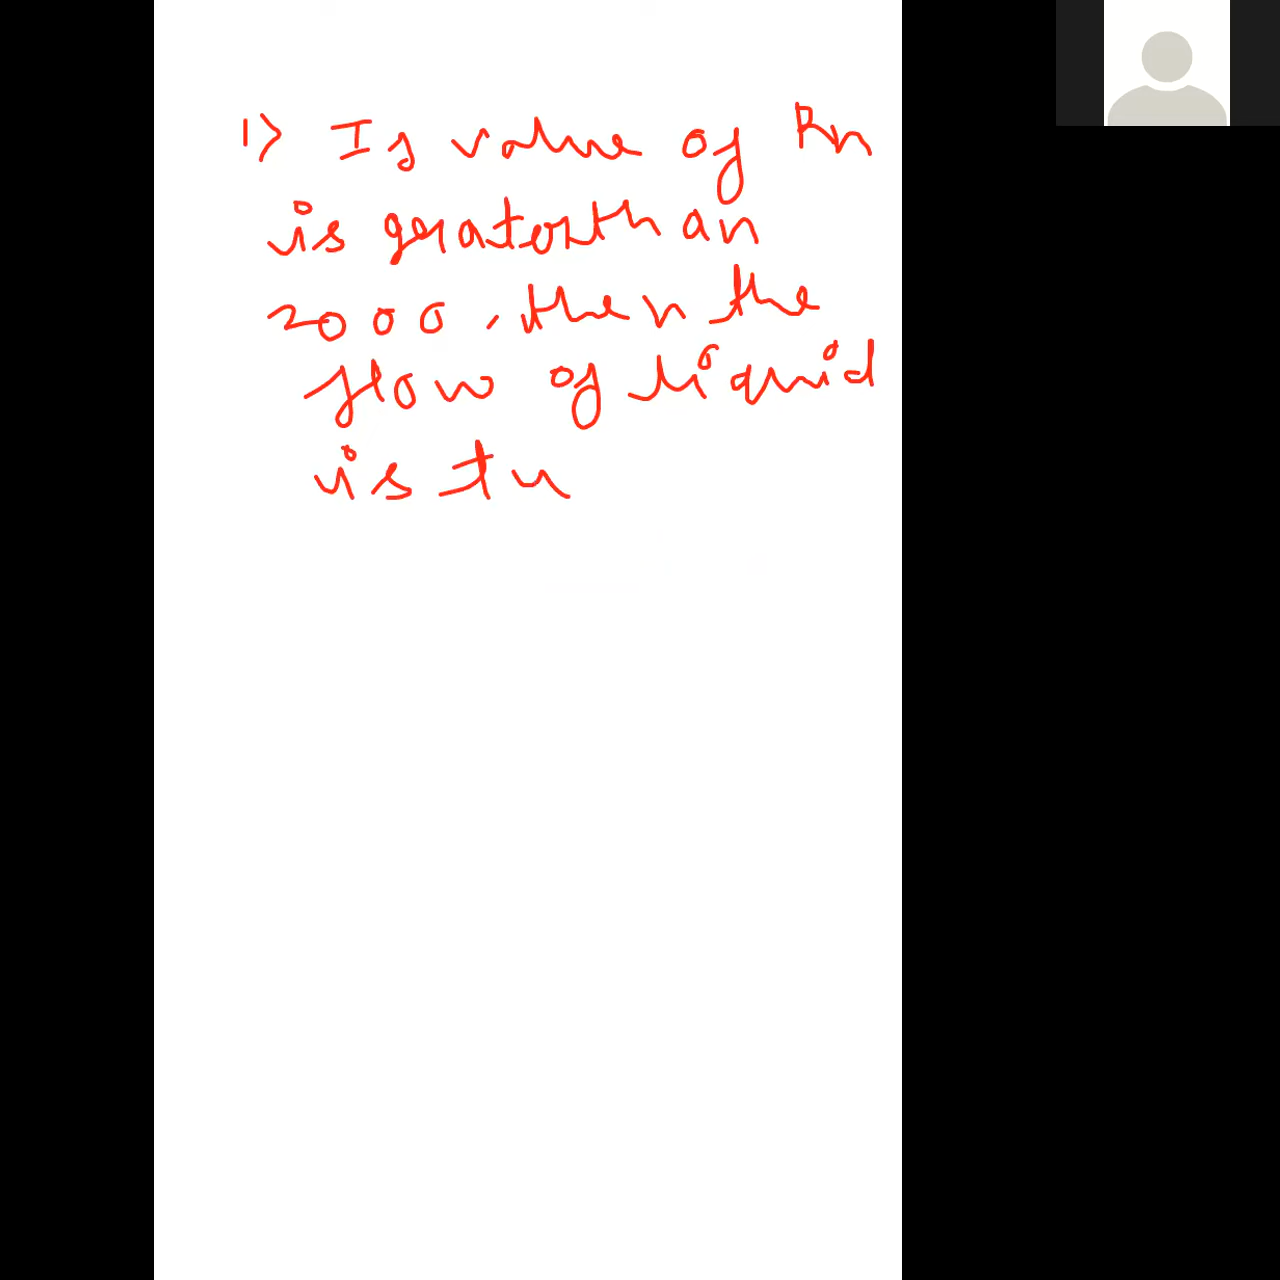 1) If value of Rn
is greater than
2000, then the
flow of liquid
is tu